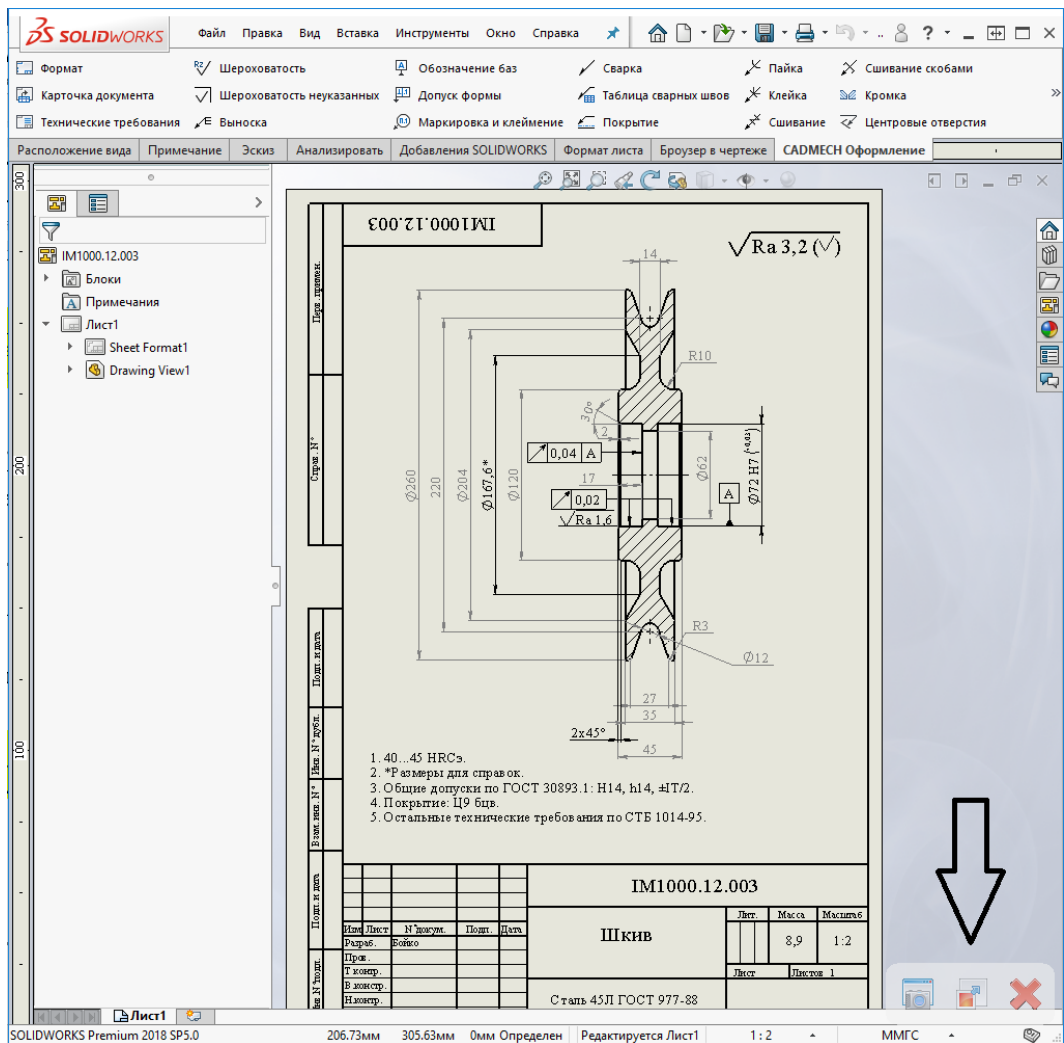 SOLIDWORKS Файл Правка Вид Вставка Инструменты Окно Справка
Формат Шероховатость Обозначение баз Сварка Пайка Сшивание скобами
Карточка документа Шероховатость неуказанных Допуск формы Таблица сварных швов Клейка Кромка
Технические требования Выноска Маркировка и клеймение Покрытие Сшивание Центровые отверстия
Расположение вида Примечание Эскиз Анализировать Добавления SOLIDWORKS Формат листа Броузер в чертеже CADMECH Оформление
300
200
100
IM1000.12.003
Блоки
Примечания
Лист1
Sheet Format1
Drawing View1
IM1000.12.003
Ra 3,2 (√)
Перв. примен.
Справ. N°
Подп. и дата
Инв. N° дубл.
Взам. инв. N°
Подп. и дата
Инв N°подп.
14
R10
30°
2
0,04 A
17
0,02
Ra 1,6
Ø260
220
Ø204
Ø167,6*
Ø120
Ø62
Ø72 H7 (+0,03)
A
R3
Ø12
27
35
2x45°
45
1. 40...45 HRCэ.
2. *Размеры для справок.
3. Общие допуски по ГОСТ 30893.1: H14, h14, ±IT/2.
4. Покрытие: Ц9 бцв.
5. Остальные технические требования по СТБ 1014-95.
IM1000.12.003
Изм Лист N°докум. Подп. Дата
Разраб. Бойко
Пров.
Т контр.
В.констр.
Н.контр.
Шкив
Лит. Масса Масштаб
8,9 1:2
Лист Листов 1
Сталь 45Л ГОСТ 977-88
Лист1
SOLIDWORKS Premium 2018 SP5.0 206.73мм 305.63мм 0мм Определен Редактируется Лист1 1 : 2 ММГС